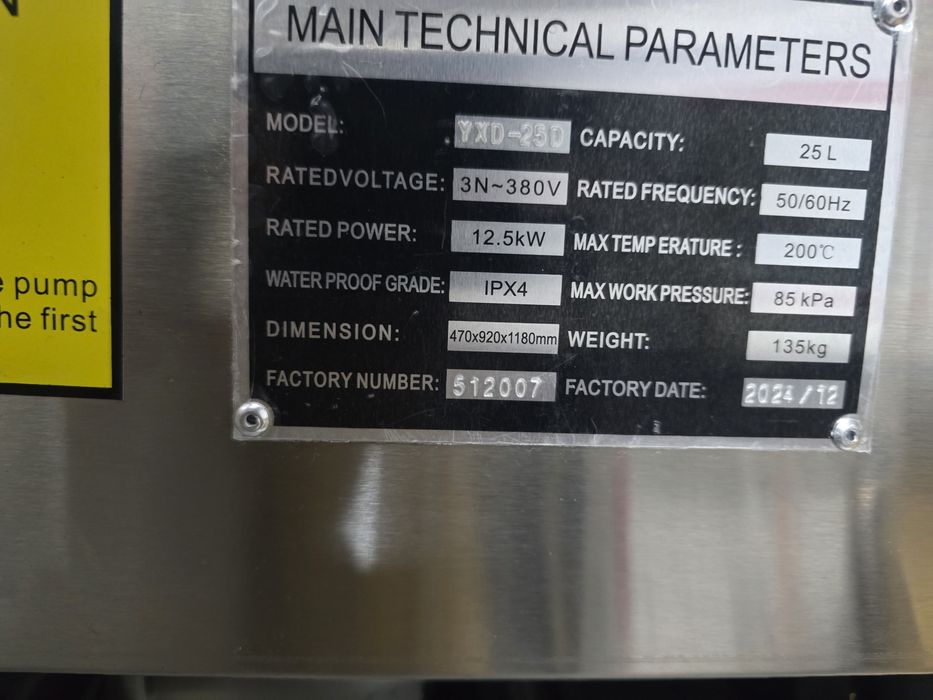 N
e pump
he first
MAIN TECHNICAL PARAMETERS
MODEL: YXD-25D CAPACITY: 25 L
RATEDVOLTAGE: 3N~380V RATED FREQUENCY: 50/60Hz
RATED POWER: 12.5kW MAX TEMP ERATURE : 200℃
WATER PROOF GRADE: IPX4 MAX WORK PRESSURE: 85 kPa
DIMENSION: 470x920x1180mm WEIGHT: 135kg
FACTORY NUMBER: 512007 FACTORY DATE: 2024/12